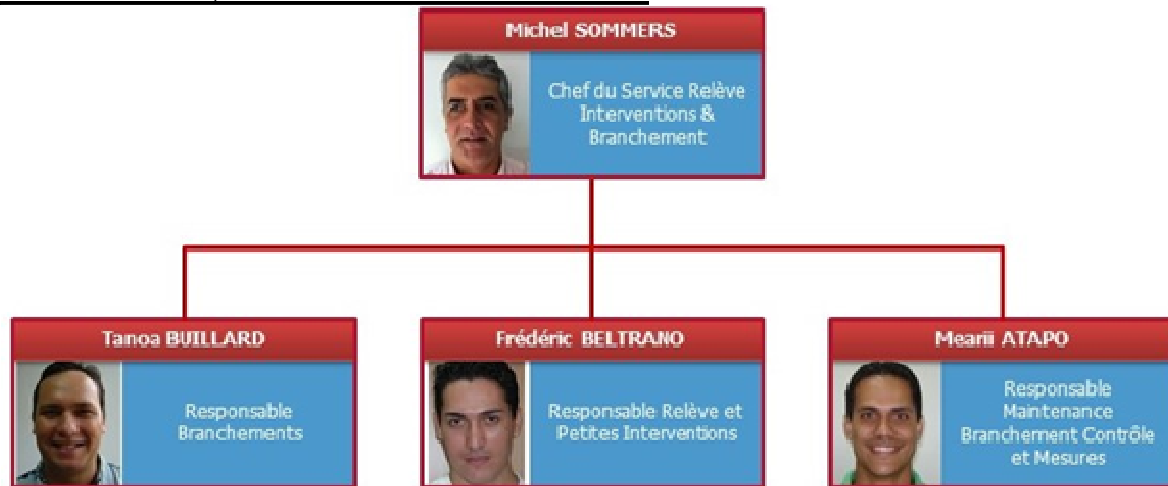 Michel SOMMERS
Chef du Service Relève
Interventions &
Branchement
Tanoa BUILLARD
Responsable
Branchements
Frédéric BELTRANO
Responsable Relève et
Petites Interventions
Mearii ATAPO
Responsable
Maintenance
Branchement Contrôle
et Mesures